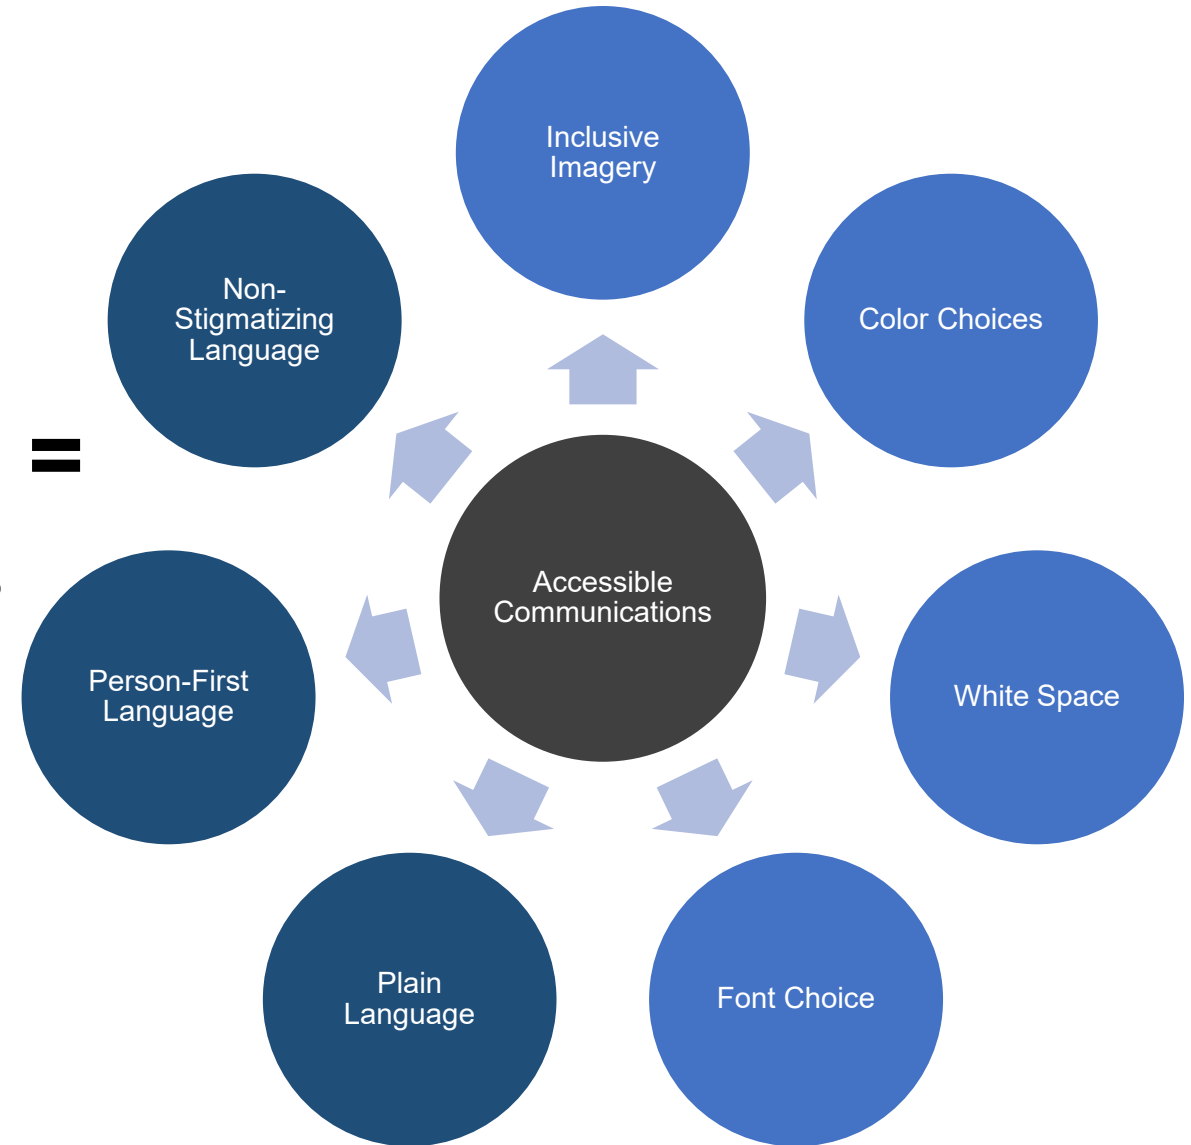 Inclusive
Imagery
Color Choices
White Space
Font Choice
Plain
Language
Person-First
Language
Non-
Stigmatizing
Language
=
Accessible
Communications